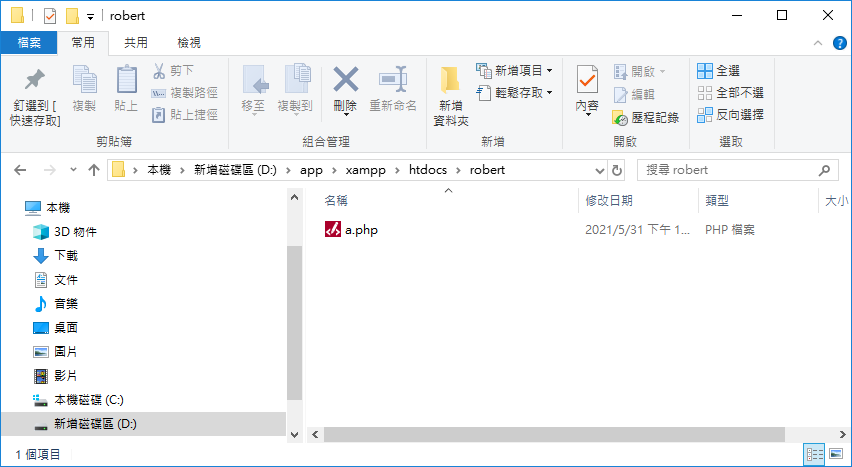 robert
檔案 常用 共用 檢視
釘選到 [
快速存取]
複製
貼上
剪下
複製路徑
貼上捷徑
剪貼簿
移至
複製到
刪除
重新命名
組合管理
新增
資料夾
新增項目
輕鬆存取
新增
內容
開啟
編輯
歷程記錄
開啟
全選
全部不選
反向選擇
選取
本機 新增磁碟區 (D:) app xampp htdocs robert
搜尋 robert
本機
3D 物件
下載
文件
音樂
桌面
圖片
影片
本機磁碟 (C:)
新增磁碟區 (D:)
名稱 修改日期 類型 大小
a.php 2021/5/31 下午 1... PHP 檔案
1 個項目